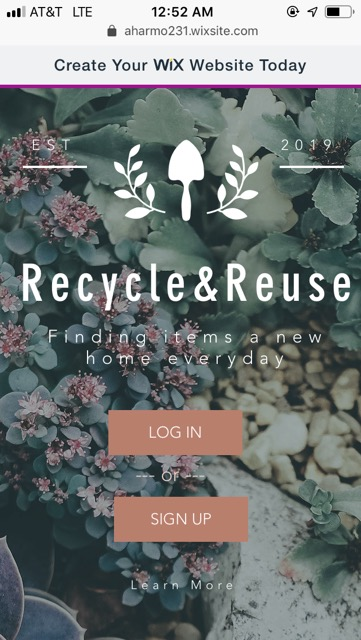 AT&T LTE 12:52 AM
aharmo231.wixsite.com
Create Your WiX Website Today
EST 2019
Recycle&Reuse
Finding items a new
home everyday
LOG IN
--- or ---
SIGN UP
Learn More